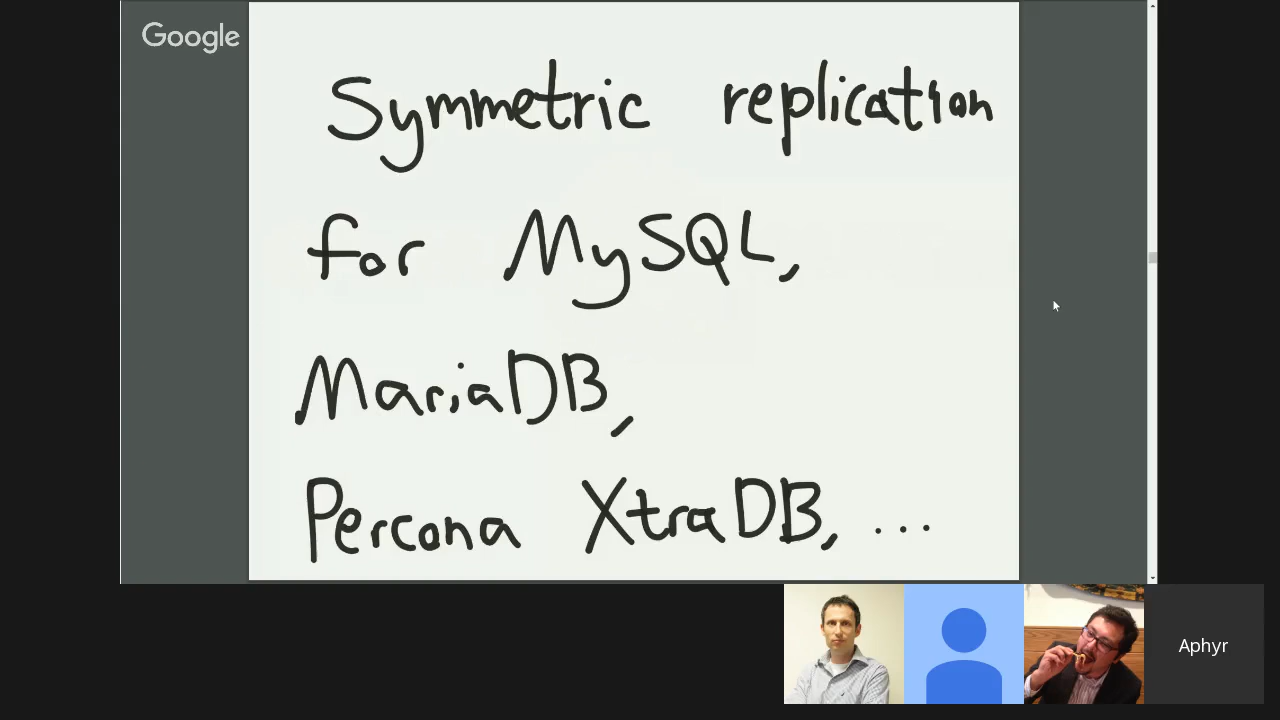 Google
Symmetric replication
for MySQL,
MariaDB,
Percona XtraDB, ...
Aphyr